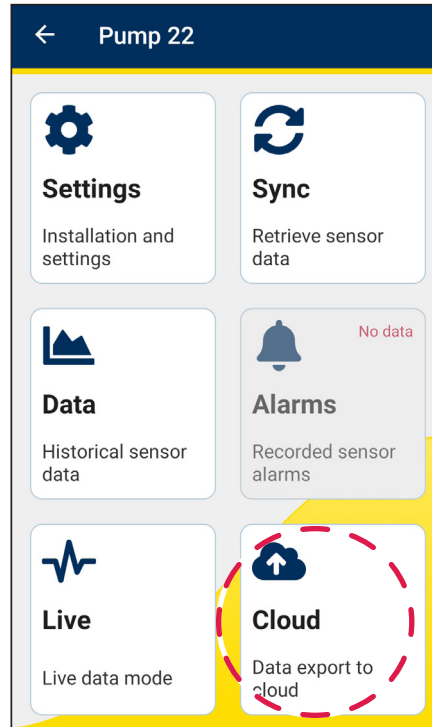 Pump 22
Settings
Installation and
settings
Sync
Retrieve sensor
data
Data
Historical sensor
data
No data
Alarms
Recorded sensor
alarms
Live
Live data mode
Cloud
Data export to
cloud